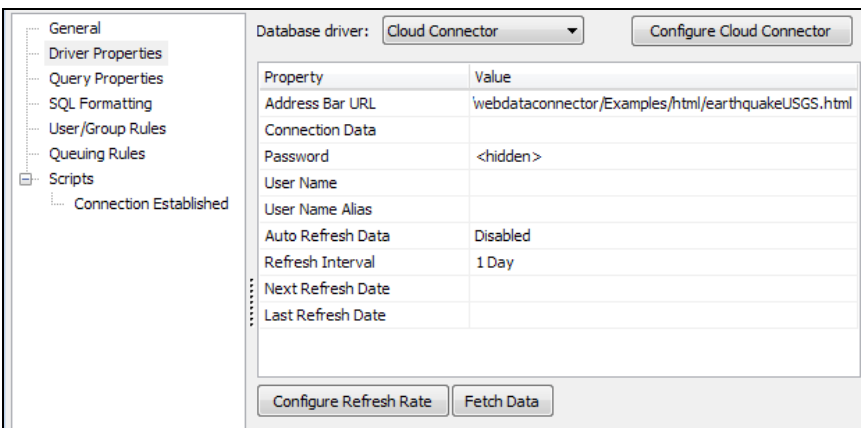 General
Driver Properties
Query Properties
SQL Formatting
User/Group Rules
Queuing Rules
Scripts
Connection Established
Database driver: Cloud Connector Configure Cloud Connector
Property Value
Address Bar URL webdataconnector/Examples/html/earthquakeUSGS.html
Connection Data
Password <hidden>
User Name
User Name Alias
Auto Refresh Data Disabled
Refresh Interval 1 Day
Next Refresh Date
Last Refresh Date
Configure Refresh Rate Fetch Data